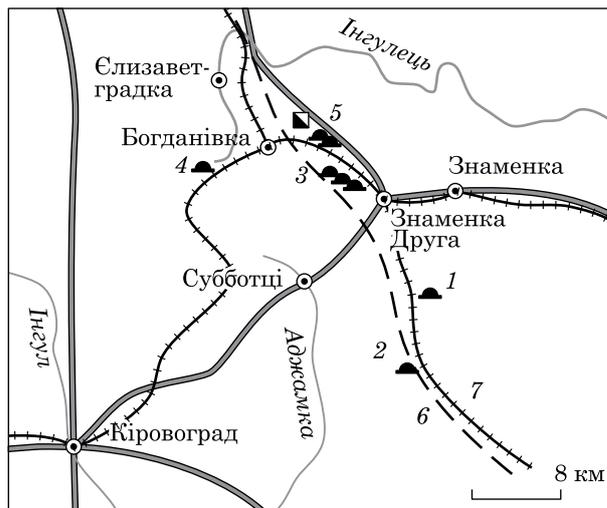 Інгулець
Єлизавет-
градка
5
Богданівка
4
3
Знаменка
Знаменка
Друга
Субботці
1
Інгул
Аджамка
2
7
6
Кіровоград
8 км